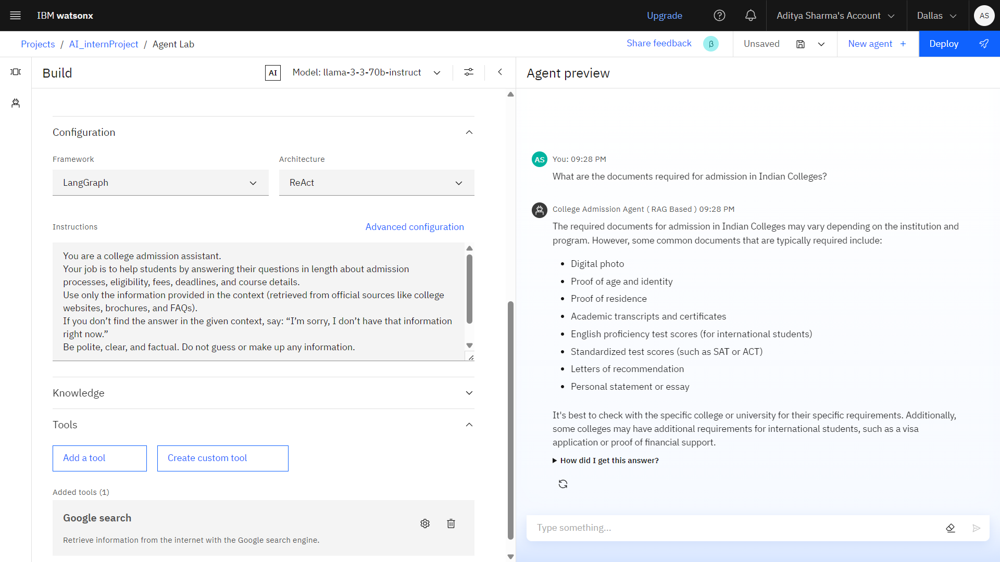 IBM watsonx
Upgrade
Aditya Sharma's Account
Dallas
AS
Projects / AI_internProject / Agent Lab
Share feedback
β
Unsaved
New agent +
Deploy
Build
AI
Model: llama-3-3-70b-instruct
Agent preview
Configuration
Framework
Architecture
LangGraph
ReAct
Instructions
Advanced configuration
You are a college admission assistant.
Your job is to help students by answering their questions in length about admission
processes, eligibility, fees, deadlines, and course details.
Use only the information provided in the context (retrieved from official sources like college
websites, brochures, and FAQs).
If you don’t find the answer in the given context, say: “I’m sorry, I don’t have that information
right now.”
Be polite, clear, and factual. Do not guess or make up any information.
Knowledge
Tools
Add a tool
Create custom tool
Added tools (1)
Google search
Retrieve information from the internet with the Google search engine.
AS
You: 09:28 PM
What are the documents required for admission in Indian Colleges?
College Admission Agent ( RAG Based ) 09:28 PM
The required documents for admission in Indian Colleges may vary depending on the institution and
program. However, some common documents that are typically required include:
• Digital photo
• Proof of age and identity
• Proof of residence
• Academic transcripts and certificates
• English proficiency test scores (for international students)
• Standardized test scores (such as SAT or ACT)
• Letters of recommendation
• Personal statement or essay
It's best to check with the specific college or university for their specific requirements. Additionally,
some colleges may have additional requirements for international students, such as a visa
application or proof of financial support.
How did I get this answer?
Type something...